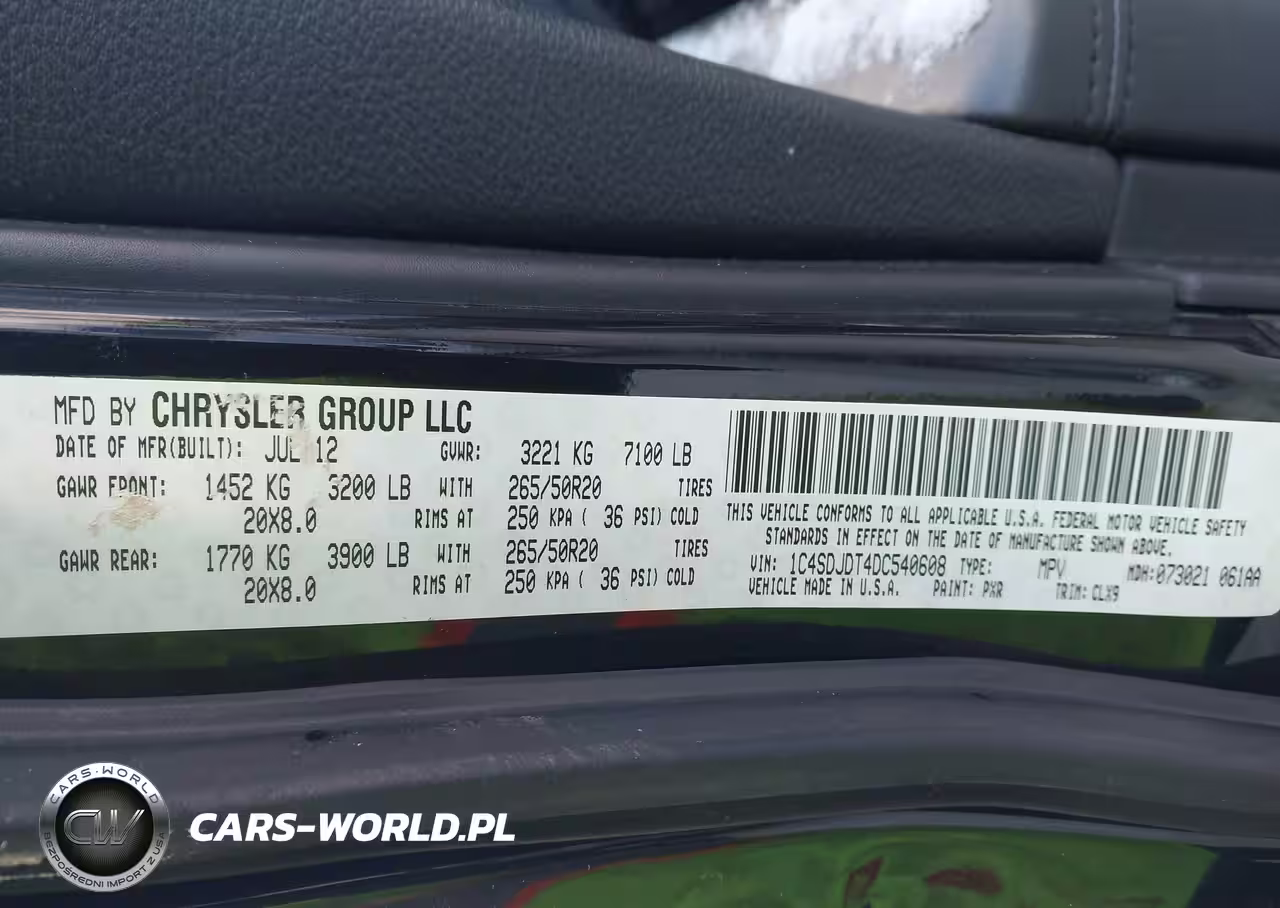 MFD BY CHRYSLER GROUP LLC
DATE OF MFR(BUILT): JUL 12 GVWR: 3221 KG 7100 LB
GAWR FRONT: 1452 KG 3200 LB WITH 265/50R20 TIRES
20X8.0 RIMS AT 250 KPA ( 36 PSI) COLD
GAWR REAR: 1770 KG 3900 LB WITH 265/50R20 TIRES
20X8.0 RIMS AT 250 KPA ( 36 PSI) COLD
THIS VEHICLE CONFORMS TO ALL APPLICABLE U.S.A. FEDERAL MOTOR VEHICLE SAFETY
STANDARDS IN EFFECT ON THE DATE OF MANUFACTURE SHOWN ABOVE.
VIN: 1C4SDJDT4DC540608 TYPE: MPV MDH:073021 061AA
VEHICLE MADE IN U.S.A. PAINT: PXR TRIM: CLX9
CARS-WORLD
CW
BEZPOŚREDNI IMPORT Z USA
CARS-WORLD.PL